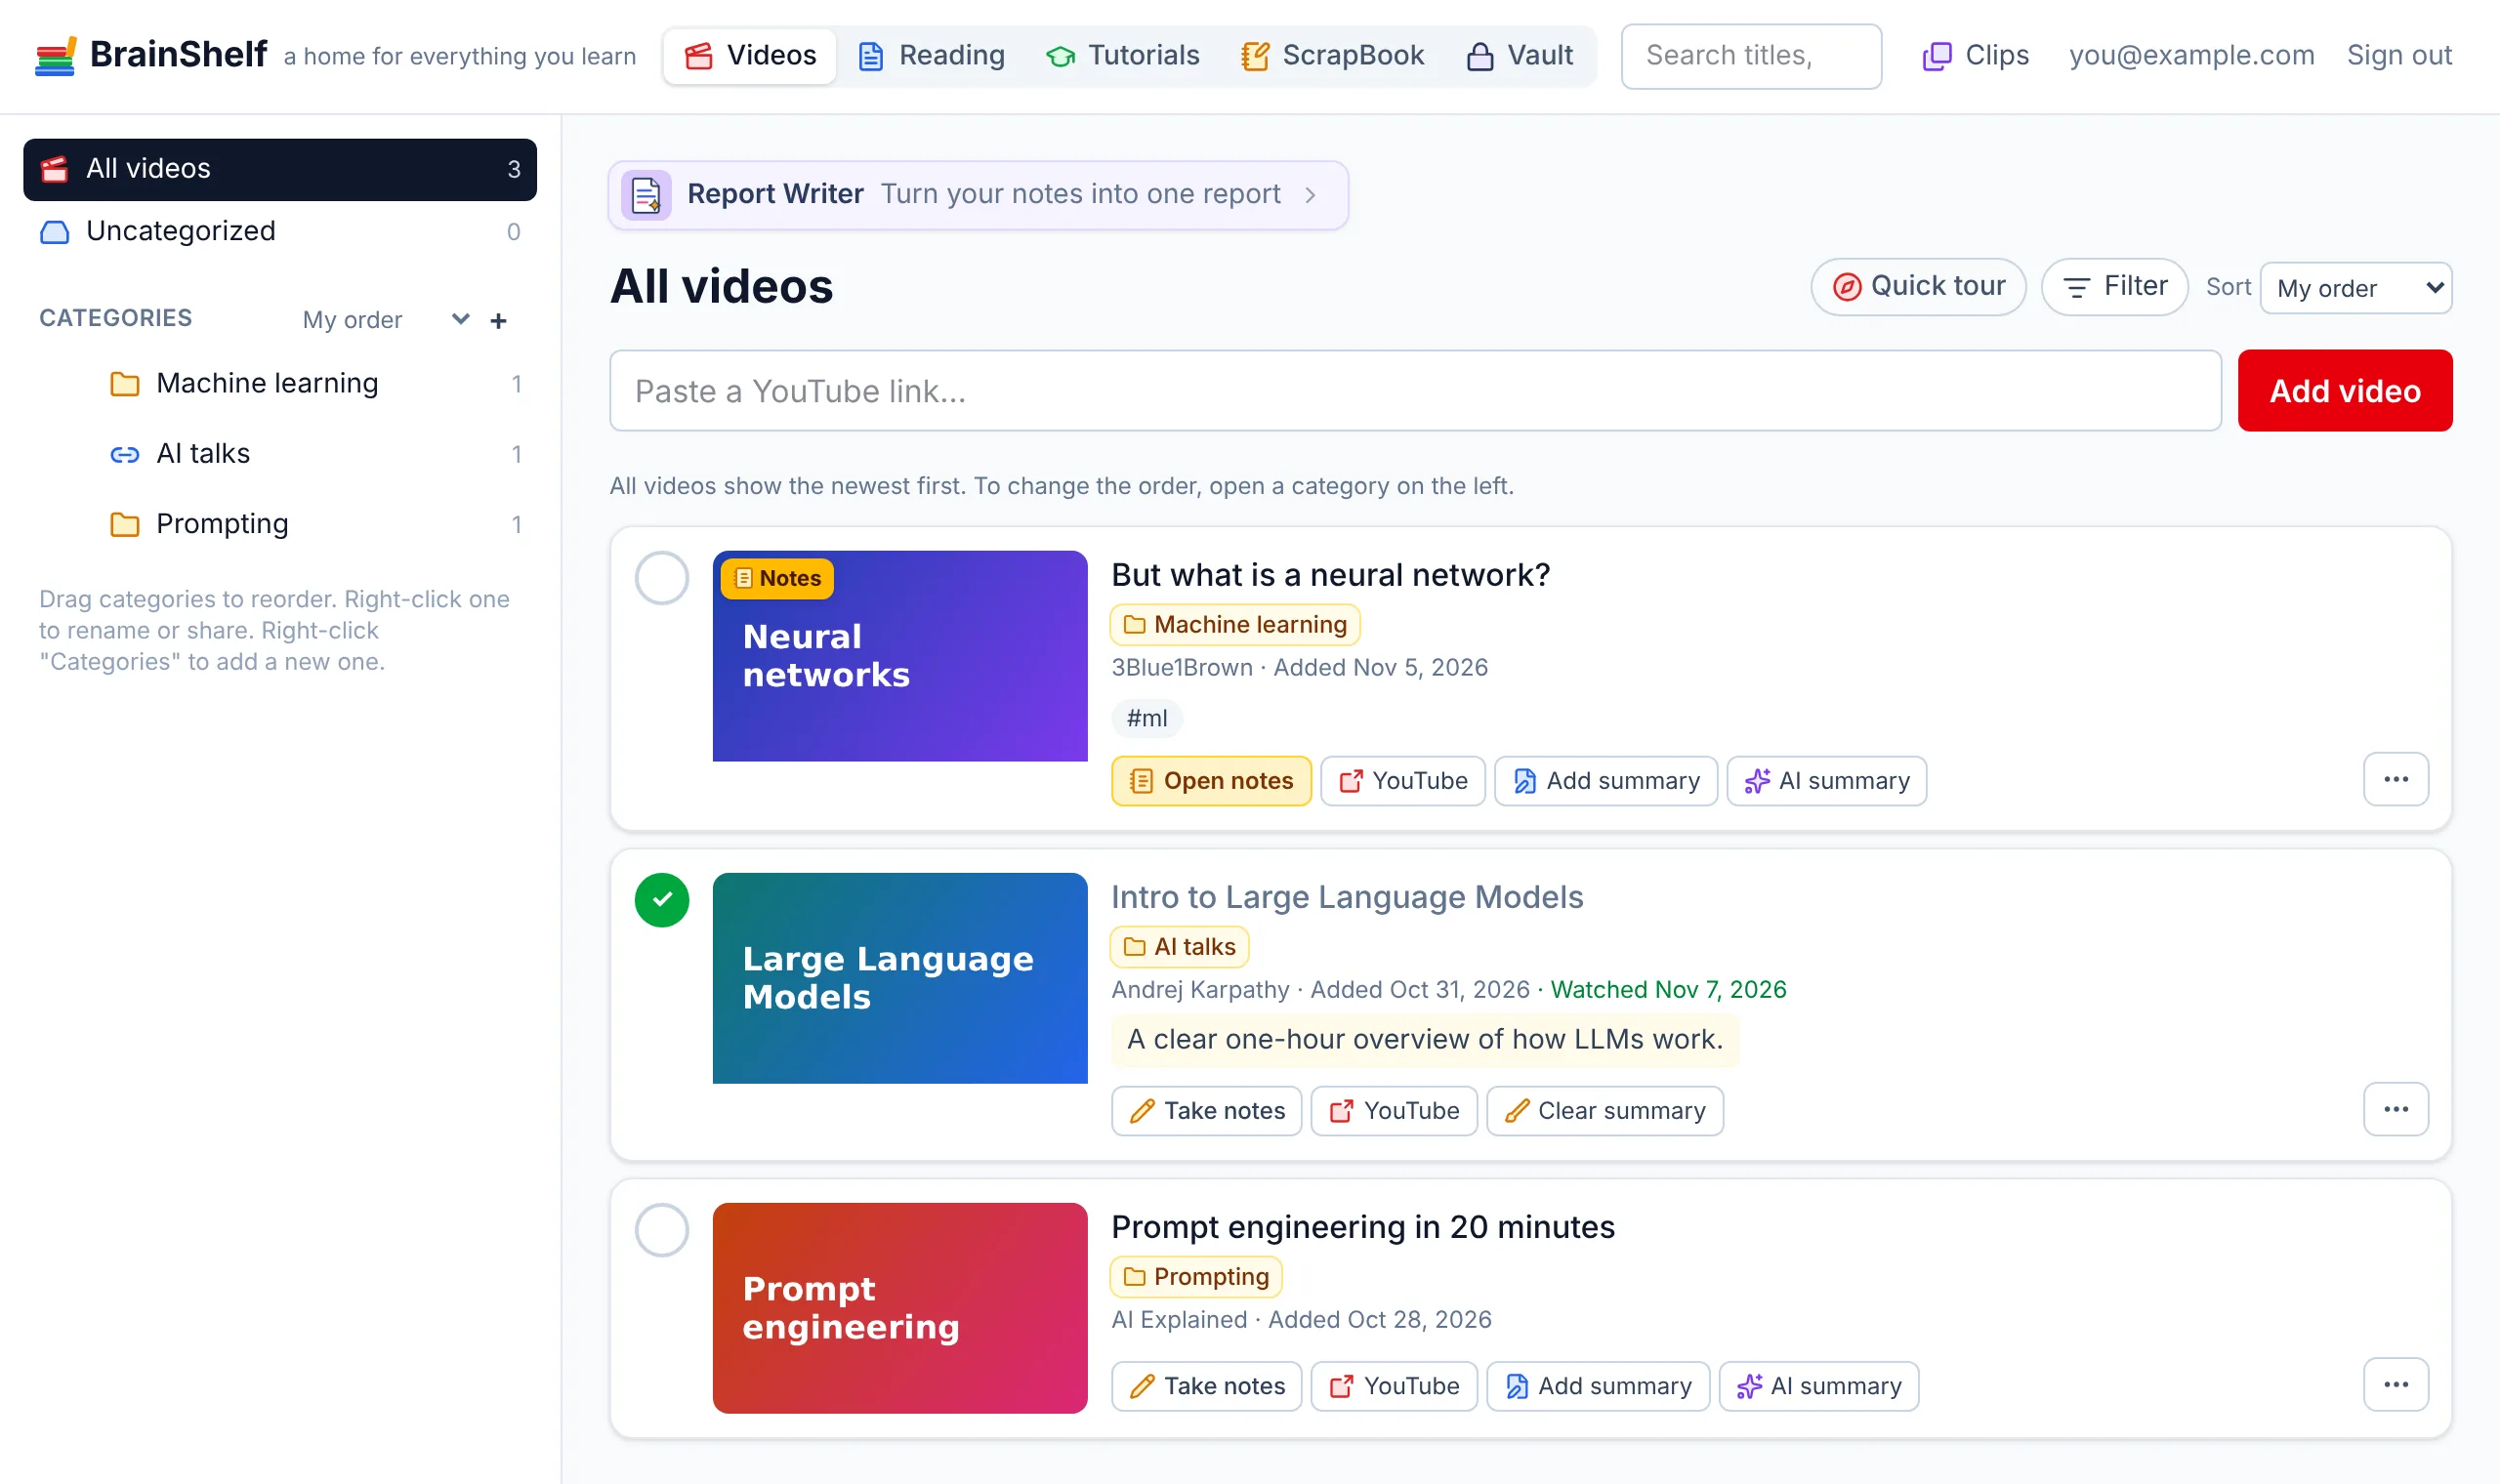 BrainShelf a home for everything you learn
Videos Reading Tutorials ScrapBook Vault
Search titles,
Clips you@example.com Sign out
All videos 3
Uncategorized 0
CATEGORIES My order +
Machine learning 1
AI talks 1
Prompting 1
Drag categories to reorder. Right-click one
to rename or share. Right-click
"Categories" to add a new one.
Report Writer Turn your notes into one report
All videos
Quick tour Filter Sort My order
Paste a YouTube link...
Add video
All videos show the newest first. To change the order, open a category on the left.
Notes
Neural
networks
But what is a neural network?
Machine learning
3Blue1Brown · Added Nov 5, 2026
#ml
Open notes YouTube Add summary AI summary
Large Language
Models
Intro to Large Language Models
AI talks
Andrej Karpathy · Added Oct 31, 2026 · Watched Nov 7, 2026
A clear one-hour overview of how LLMs work.
Take notes YouTube Clear summary
Prompt
engineering
Prompt engineering in 20 minutes
Prompting
AI Explained · Added Oct 28, 2026
Take notes YouTube Add summary AI summary